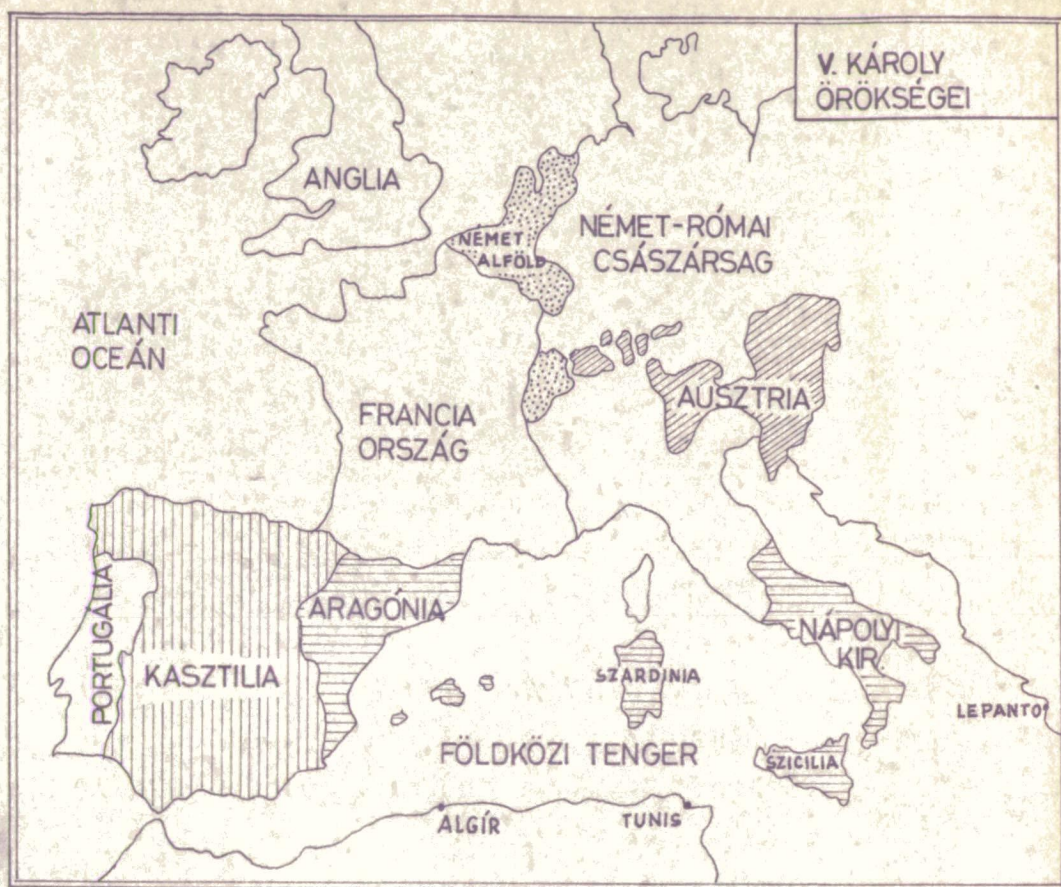 V. KÁROLY
ÖRÖKSÉGEI
ANGLIA
NÉMET-RÓMAI
CSÁSZÁRSAG
NÉMET
ALFÖLD
ATLANTI
OCEÁN
FRANCIA
ORSZÁG
AUSZTRIA
PORTUGÁLIA
KASZTILIA
ARAGÓNIA
SZARDINIA
NÁPOLYI
KIR.
LEPANTO
FÖLDKÖZI TENGER
SZICILIA
ALGÍR
TUNIS